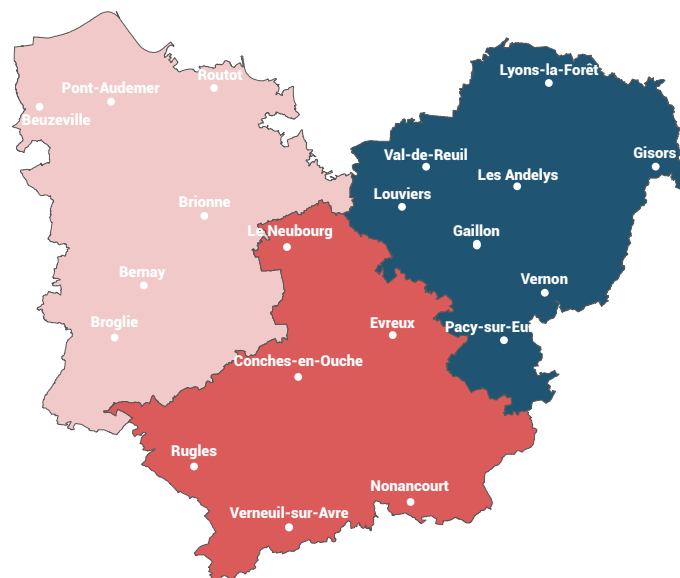 Lyons-la-Forêt
Routot
Pont-Audemer
Beuzeville
Val-de-Reuil
Gisors
Les Andelys
Louviers
Brionne
Le Neubourg
Gaillon
Bernay
Vernon
Broglie
Evreux
Pacy-sur-Eur
Conches-en-Ouche
Rugles
Nonancourt
Verneuil-sur-Avre